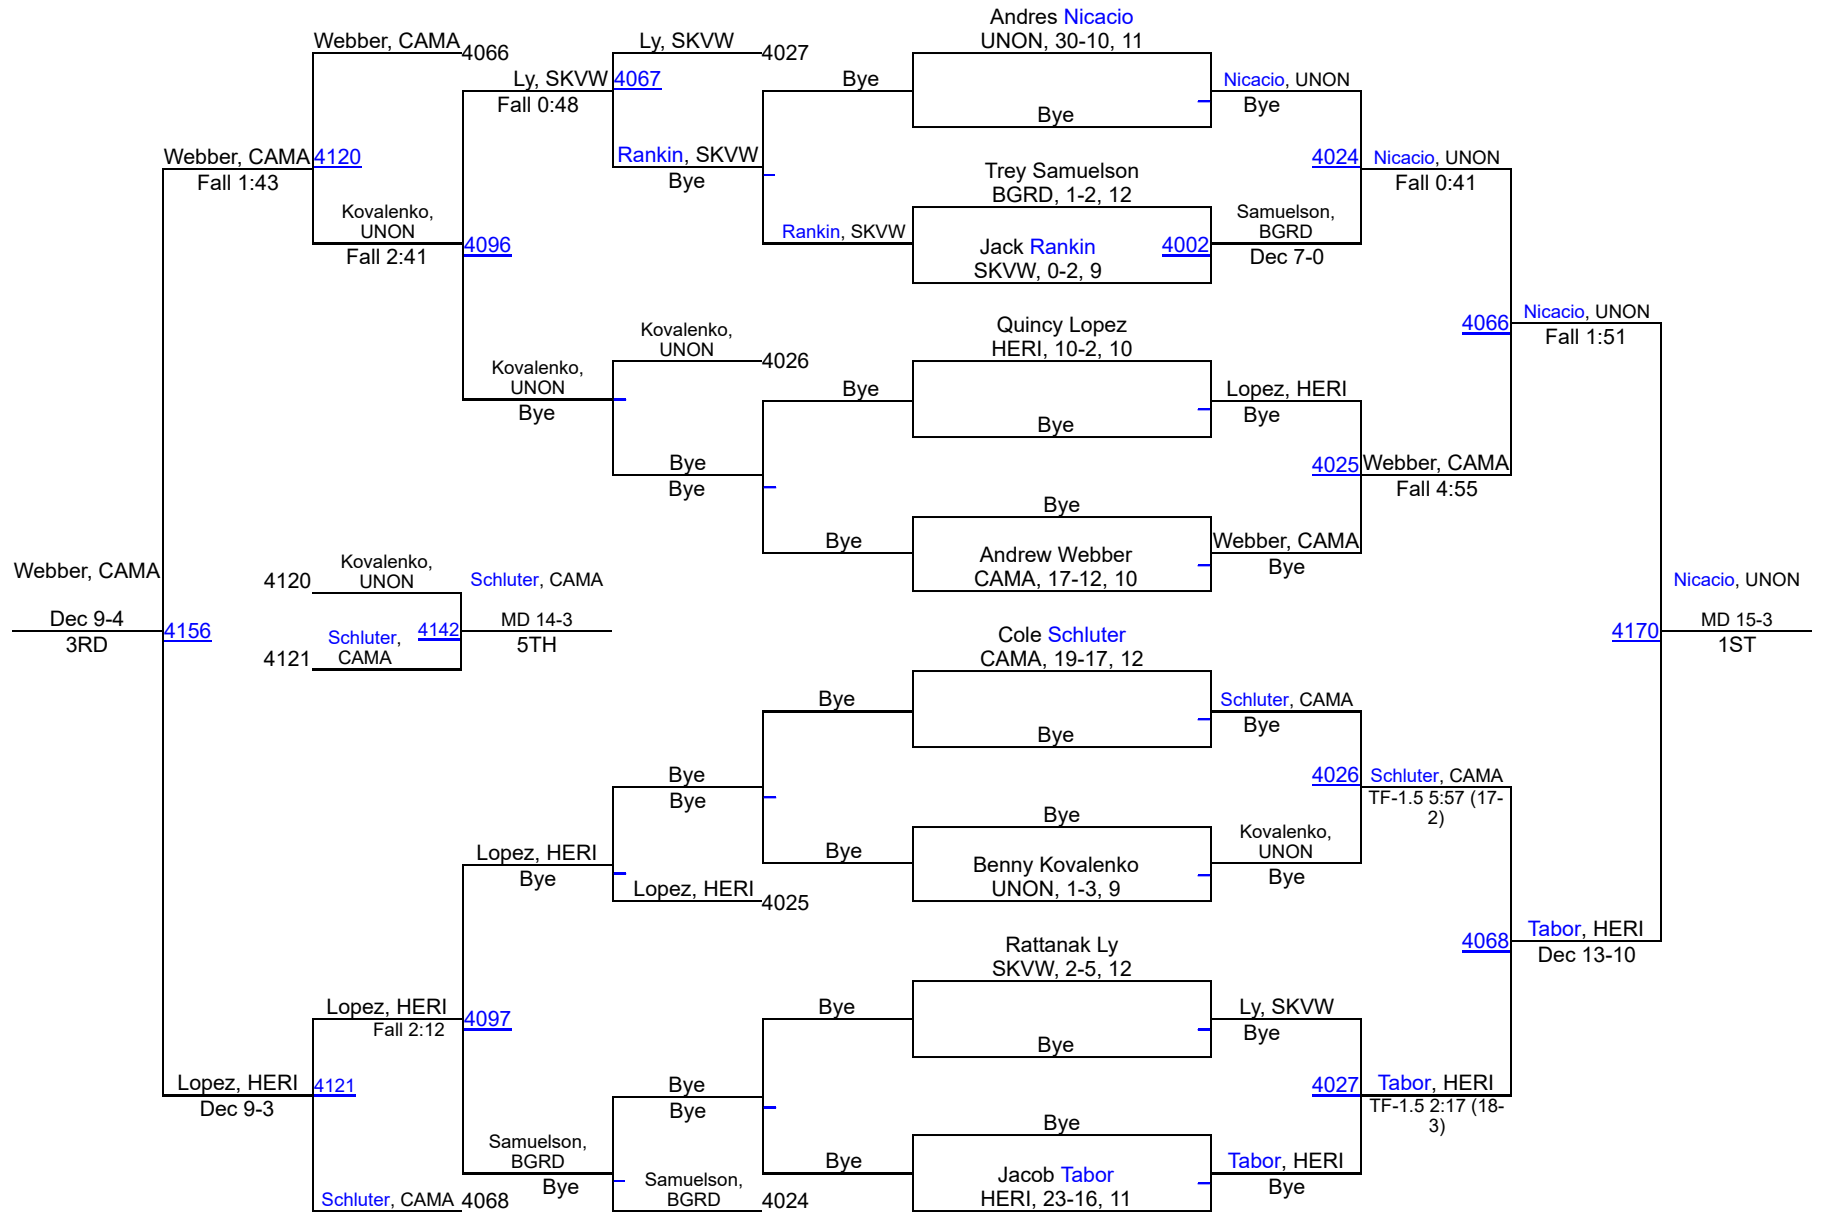 Andres Nicacio
UNON, 30-10, 11
Webber, CAMA
4066
Ly, SKVW
4027
Ly, SKVW
4067
Fall 0:48
Bye
Bye
Nicacio, UNON
Bye
Webber, CAMA
4120
Fall 1:43
Rankin, SKVW
Bye
Trey Samuelson
BGRD, 1-2, 12
4024
Nicacio, UNON
Fall 0:41
Kovalenko,
UNON
Fall 2:41
4096
Rankin, SKVW
Jack Rankin
SKVW, 0-2, 9
4002
Samuelson,
BGRD
Dec 7-0
Kovalenko,
UNON
4026
Quincy Lopez
HERI, 10-2, 10
4066
Nicacio, UNON
Fall 1:51
Kovalenko,
UNON
Bye
Bye
Bye
Lopez, HERI
Bye
Bye
Bye
4025
Webber, CAMA
Fall 4:55
Bye
Bye
Andrew Webber
CAMA, 17-12, 10
Webber, CAMA
Bye
Webber, CAMA
Dec 9-4
3RD
4156
4120
Kovalenko,
UNON
4121
Schluter,
CAMA
4142
Schluter, CAMA
MD 14-3
5TH
Nicacio, UNON
4170
MD 15-3
1ST
Cole Schluter
CAMA, 19-17, 12
Bye
Bye
Schluter, CAMA
Bye
Bye
Bye
4026
Schluter, CAMA
TF-1.5 5:57 (17-
2)
Bye
Bye
Benny Kovalenko
UNON, 1-3, 9
Kovalenko,
UNON
Bye
Lopez, HERI
Bye
Lopez, HERI
4025
Rattanak Ly
SKVW, 2-5, 12
4068
Tabor, HERI
Dec 13-10
Lopez, HERI
Fall 2:12
4097
Bye
Bye
Ly, SKVW
Bye
Lopez, HERI
4121
Dec 9-3
Bye
Bye
4027
Tabor, HERI
TF-1.5 2:17 (18-
3)
Bye
Samuelson,
BGRD
Bye
Bye
Jacob Tabor
HERI, 23-16, 11
Tabor, HERI
Bye
Schluter, CAMA
4068
Samuelson,
BGRD
4024